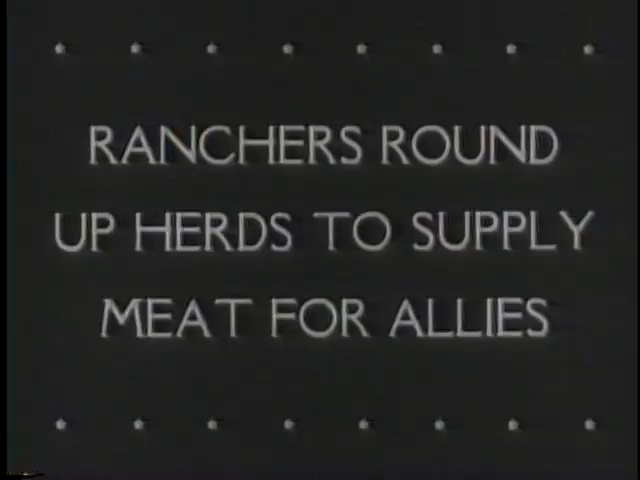 RANCHERS ROUND
UP HERDS TO SUPPLY
MEAT FOR ALLIES